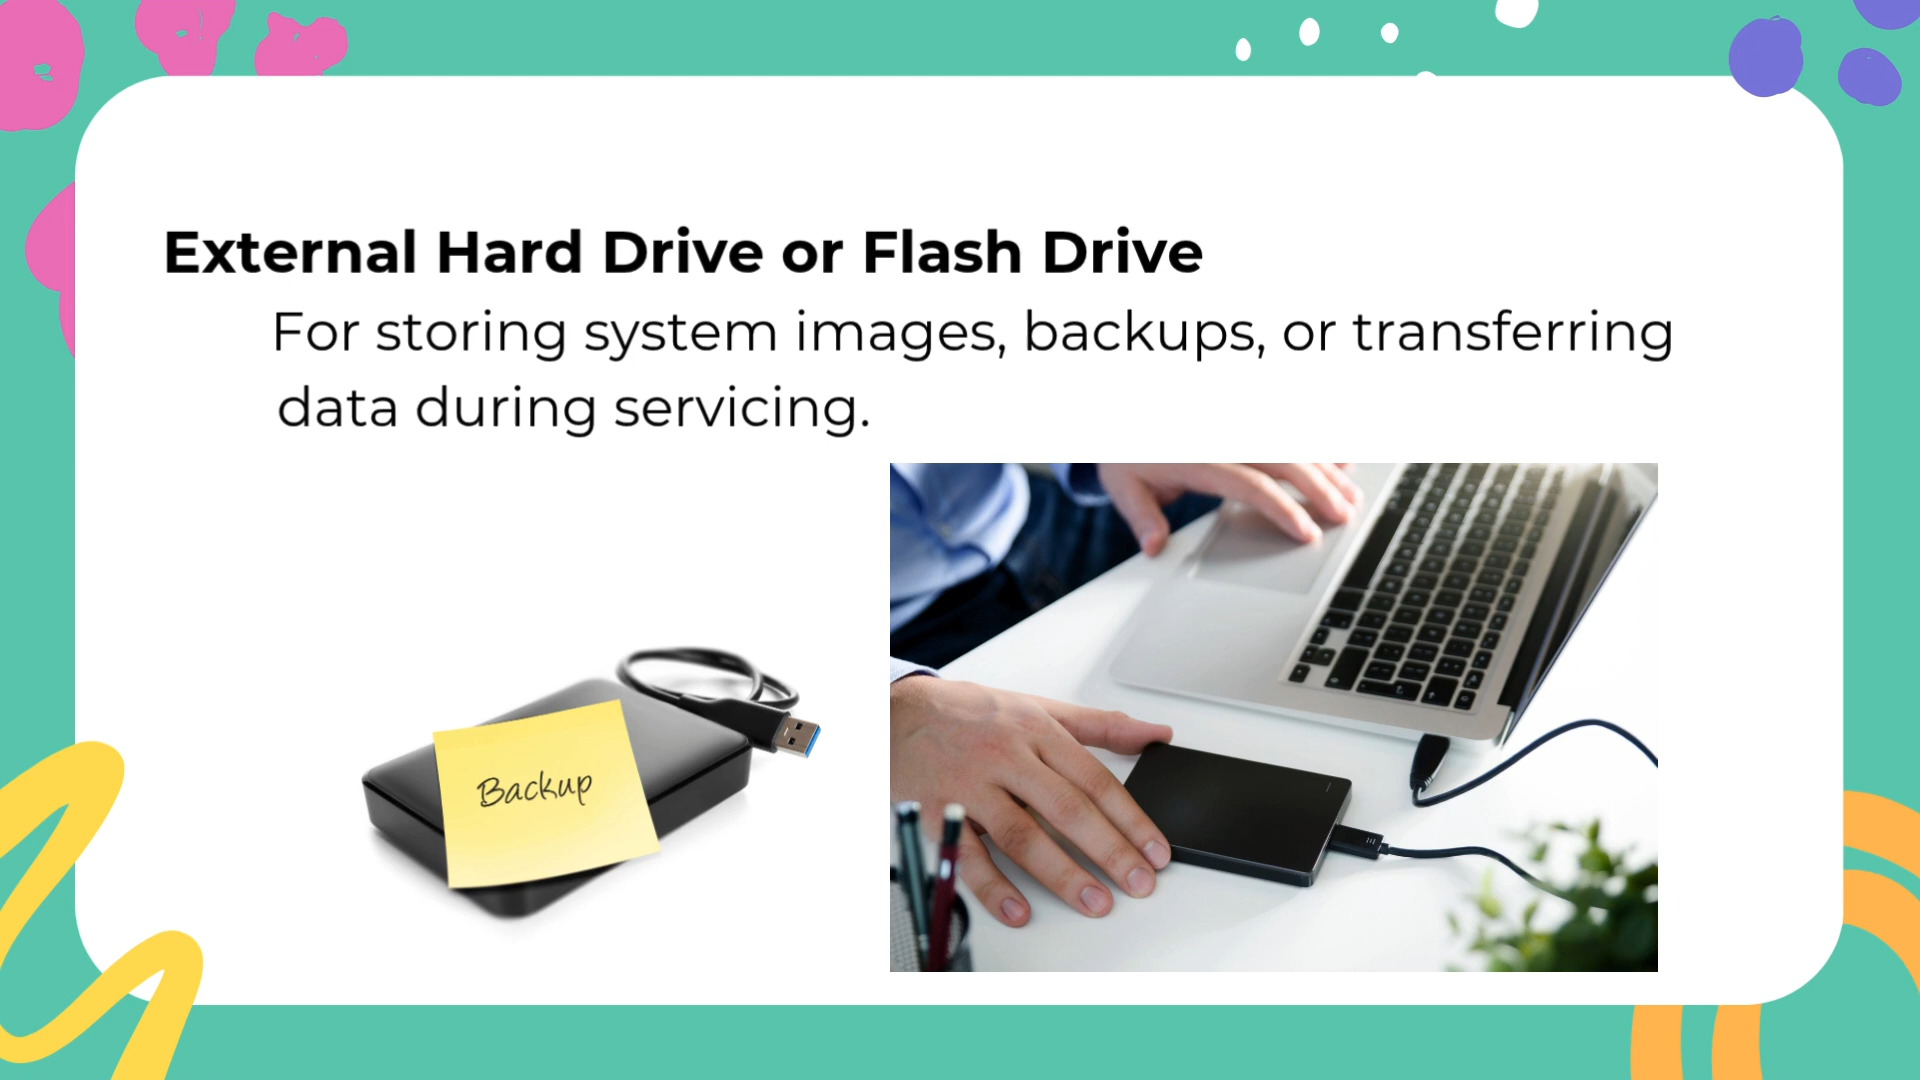 External Hard Drive or Flash Drive
For storing system images, backups, or transferring
data during servicing.
Backup